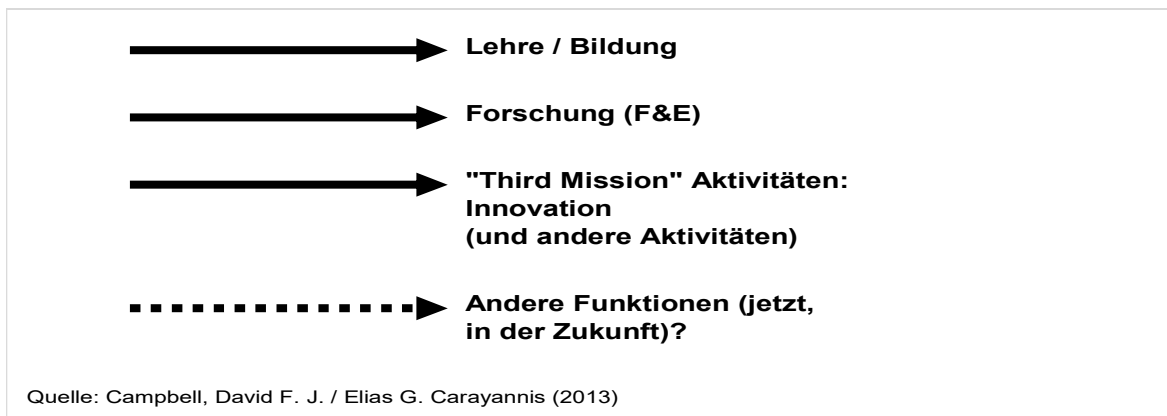 Lehre / Bildung
Forschung (F&E)
"Third Mission" Aktivitäten:
Innovation
(und andere Aktivitäten)
Andere Funktionen (jetzt,
in der Zukunft)?
Quelle: Campbell, David F. J. / Elias G. Carayannis (2013)